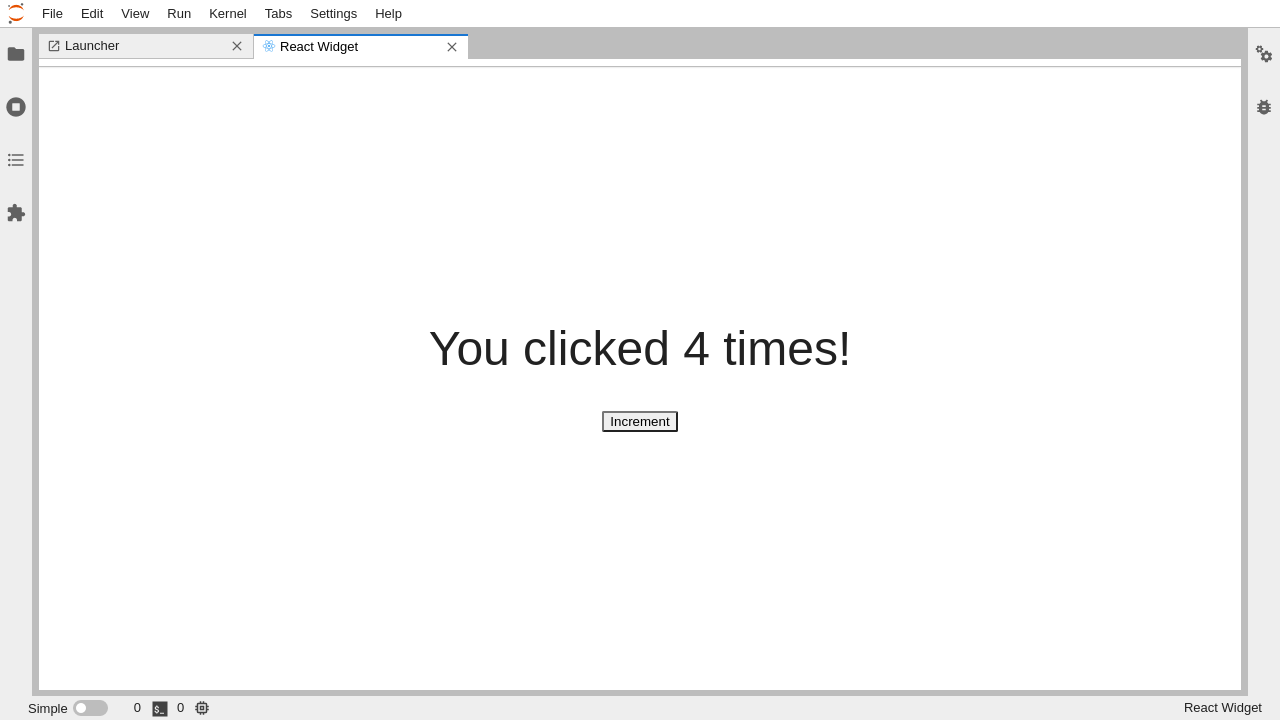 File Edit View Run Kernel Tabs Settings Help
Launcher React Widget
You clicked 4 times!
Increment
Simple 0 $_ 0 React Widget